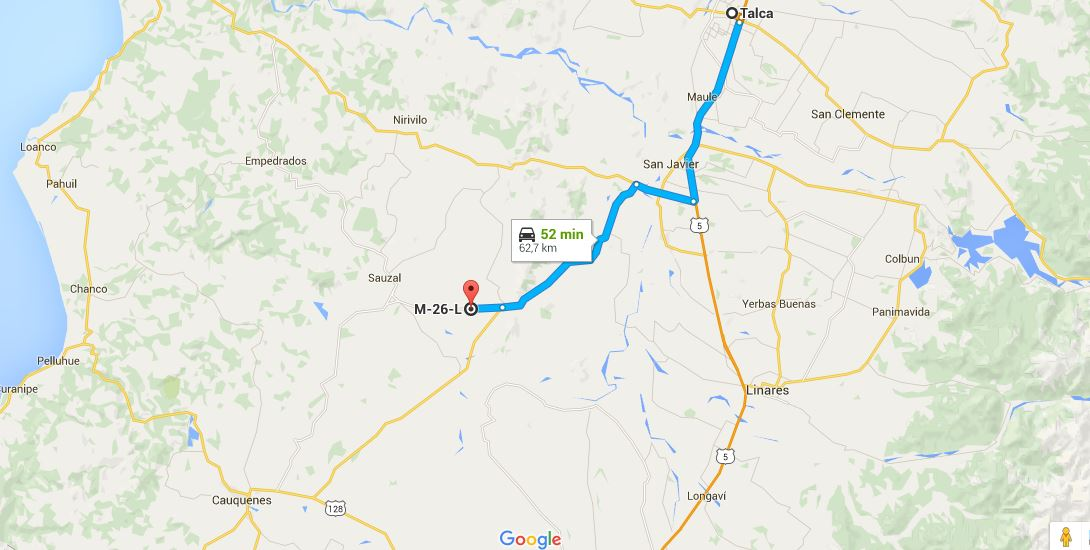 Talca
Maule
San Clemente
Nirivilo
Loanco
Empedrados
San Javier
Pahuil
5
52 min
62,7 km
Colbun
Sauzal
Chanco
M-26-L
Yerbas Buenas
Panimavida
Pelluhue
uranipe
Linares
5
Longaví
Cauquenes
128
Google